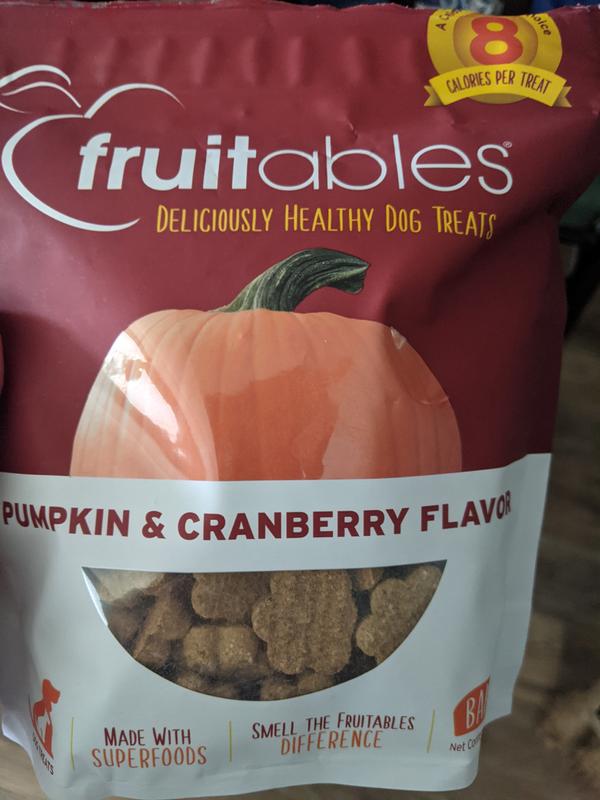 8
CALORIES PER TREAT
fruitables®
DELICIOUSLY HEALTHY DOG TREATS
PUMPKIN & CRANBERRY FLAVOR
MADE WITH
SUPERFOODS
SMELL THE FRUITABLES
DIFFERENCE
Net